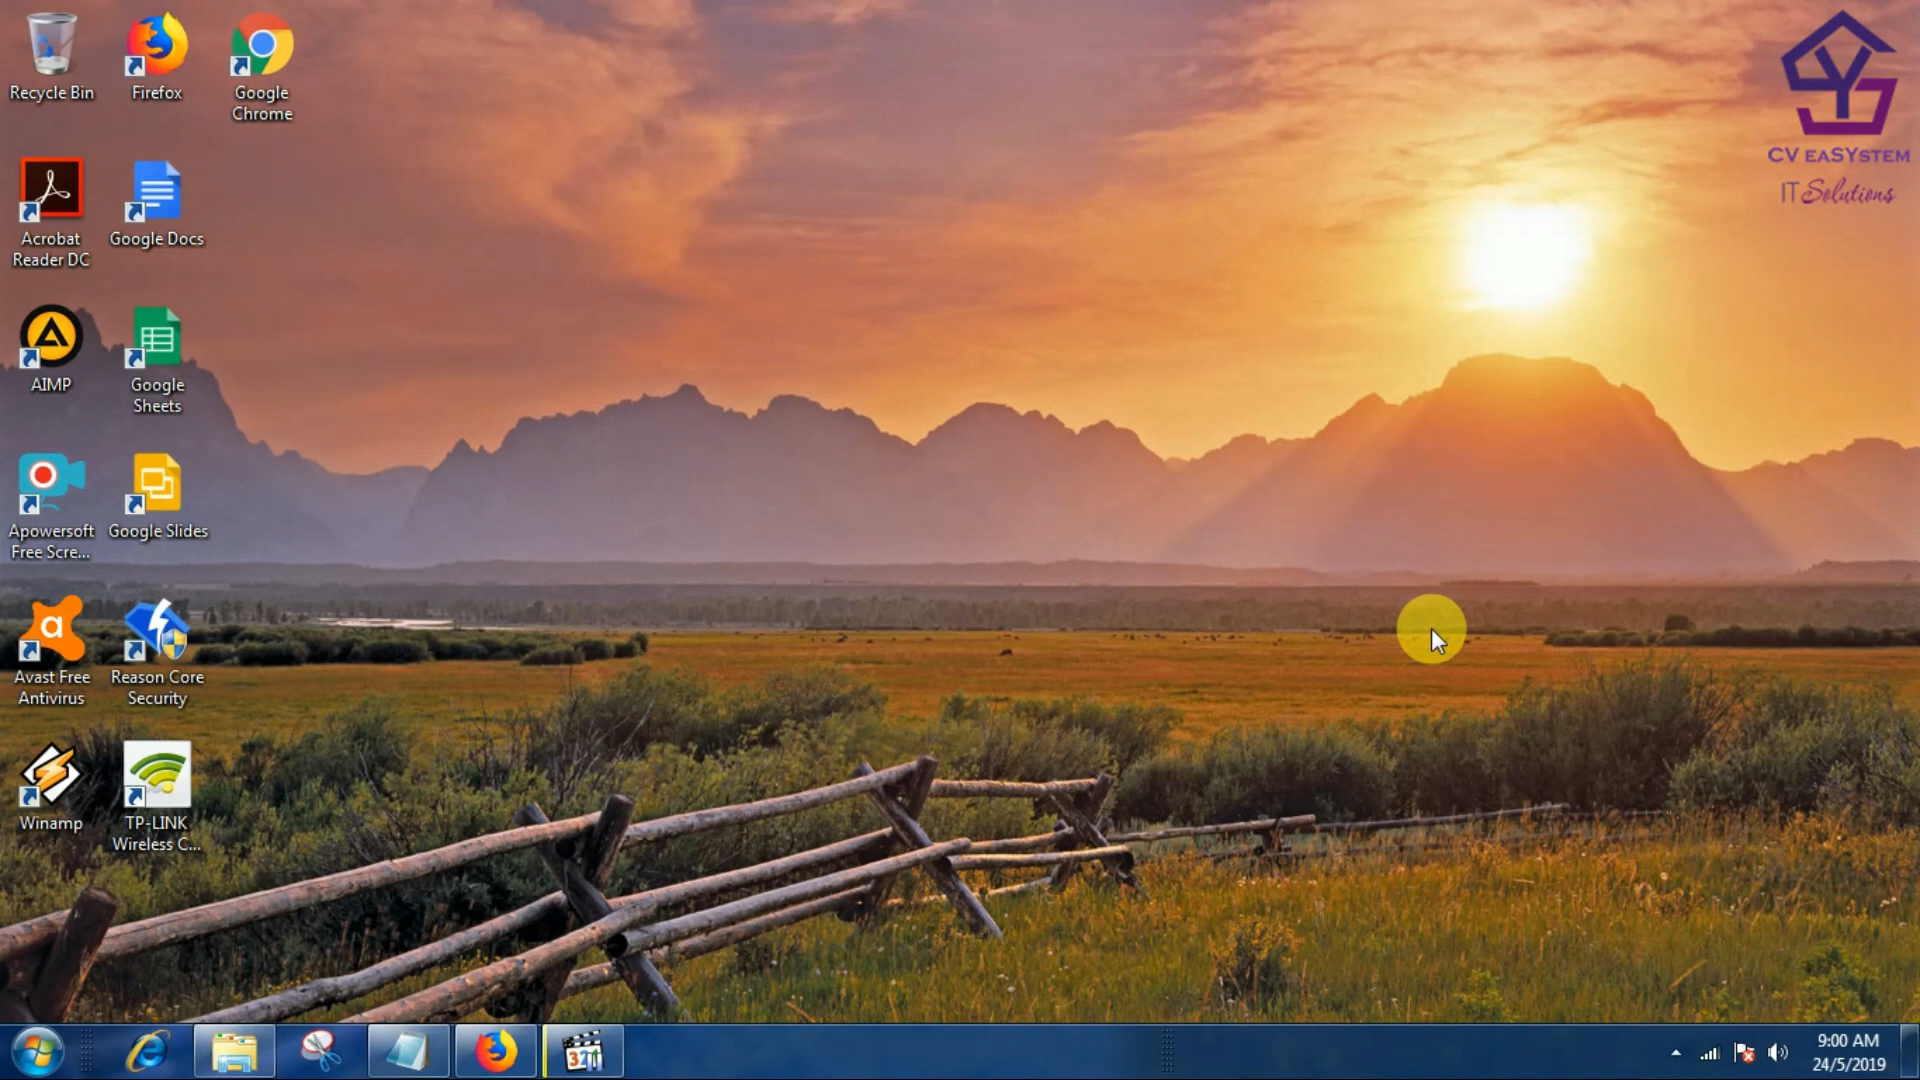 Recycle Bin
Firefox
Google
Chrome
CV eaSYstem
IT Solutions
Acrobat
Reader DC
Google Docs
AIMP
Google
Sheets
Apowersoft
Free Scre...
Google Slides
Avast Free
Antivirus
Reason Core
Security
Winamp
TP-LINK
Wireless C...
321
9:00 AM
24/5/2019